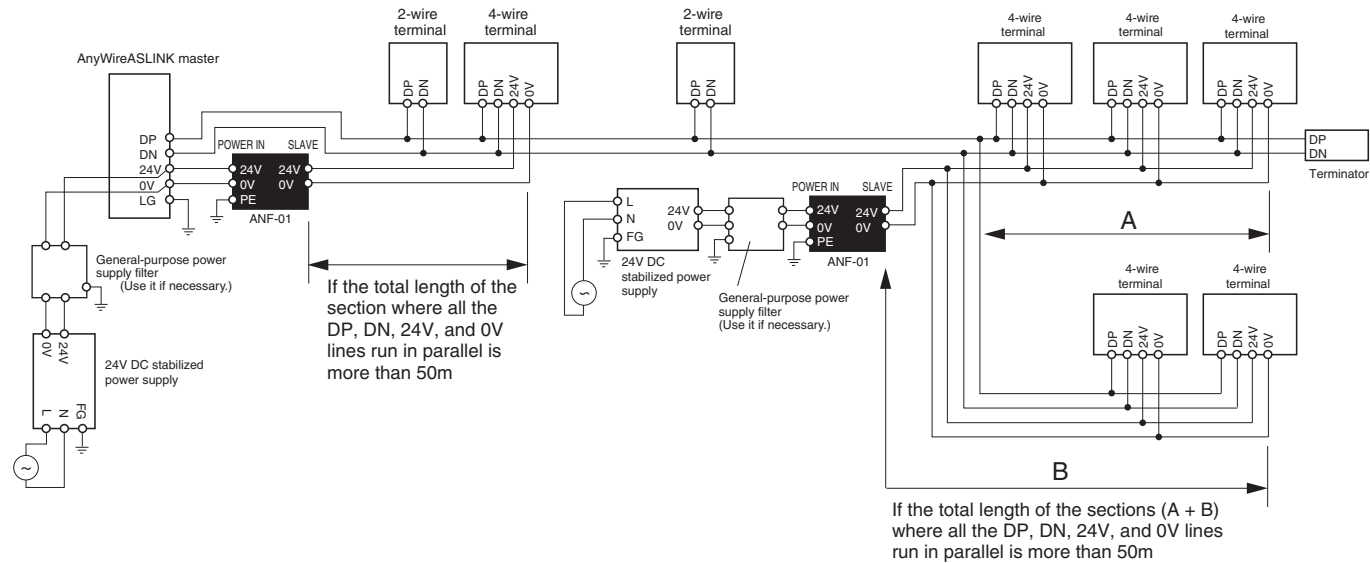 2-wire
terminal
4-wire
terminal
2-wire
terminal
4-wire
terminal
4-wire
terminal
4-wire
terminal
AnyWireASLINK master
DP
DN
DP
DN
24V
0V
DP
DN
DP
DN
24V
0V
DP
DN
24V
0V
DP
DN
24V
0V
DP
DN
24V
0V
LG
POWER IN
SLAVE
24V
0V
PE
24V
0V
ANF-01
DP
DN
Terminator
L
N
FG
24V
0V
24V DC
stabilized power
supply
General-purpose power
supply filter
(Use it if necessary.)
POWER IN
SLAVE
24V
0V
PE
24V
0V
ANF-01
A
General-purpose power
supply filter
(Use it if necessary.)
If the total length of the
section where all the
DP, DN, 24V, and 0V
lines run in parallel is
more than 50m
4-wire
terminal
4-wire
terminal
DP
DN
24V
0V
DP
DN
24V
0V
0V
24V
24V DC stabilized
power supply
L
N
FG
~
~
B
If the total length of the sections (A + B)
where all the DP, DN, 24V, and 0V lines
run in parallel is more than 50m